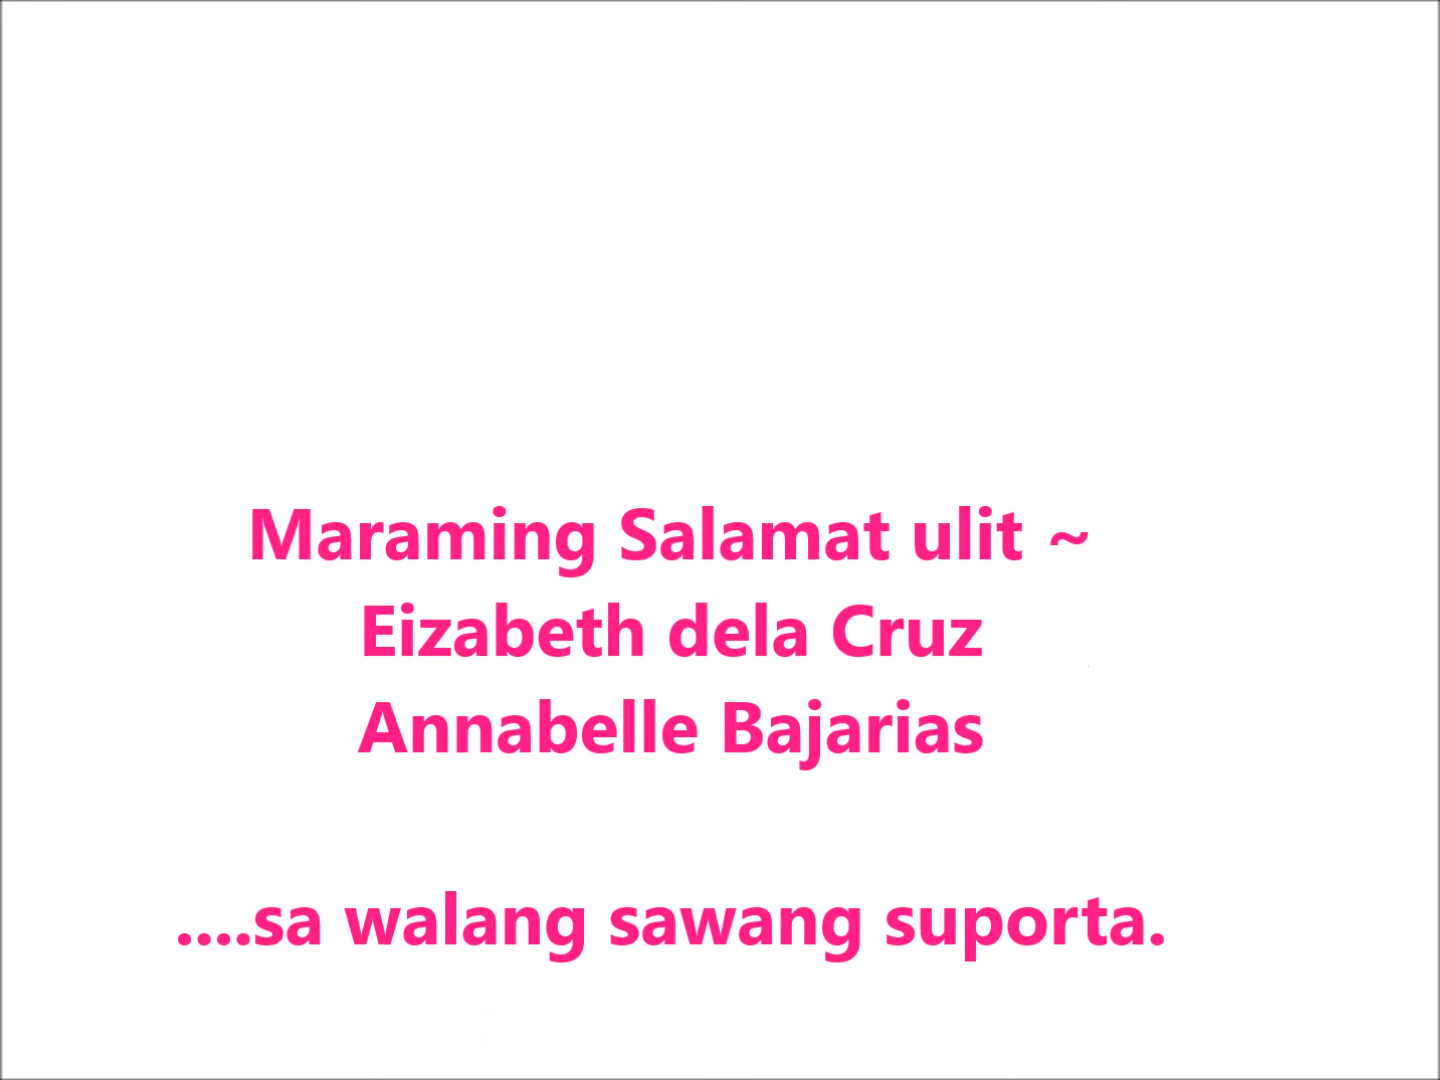 Maraming Salamat ulit ~
Eizabeth dela Cruz
Annabelle Bajarias
....sa walang sawang suporta.